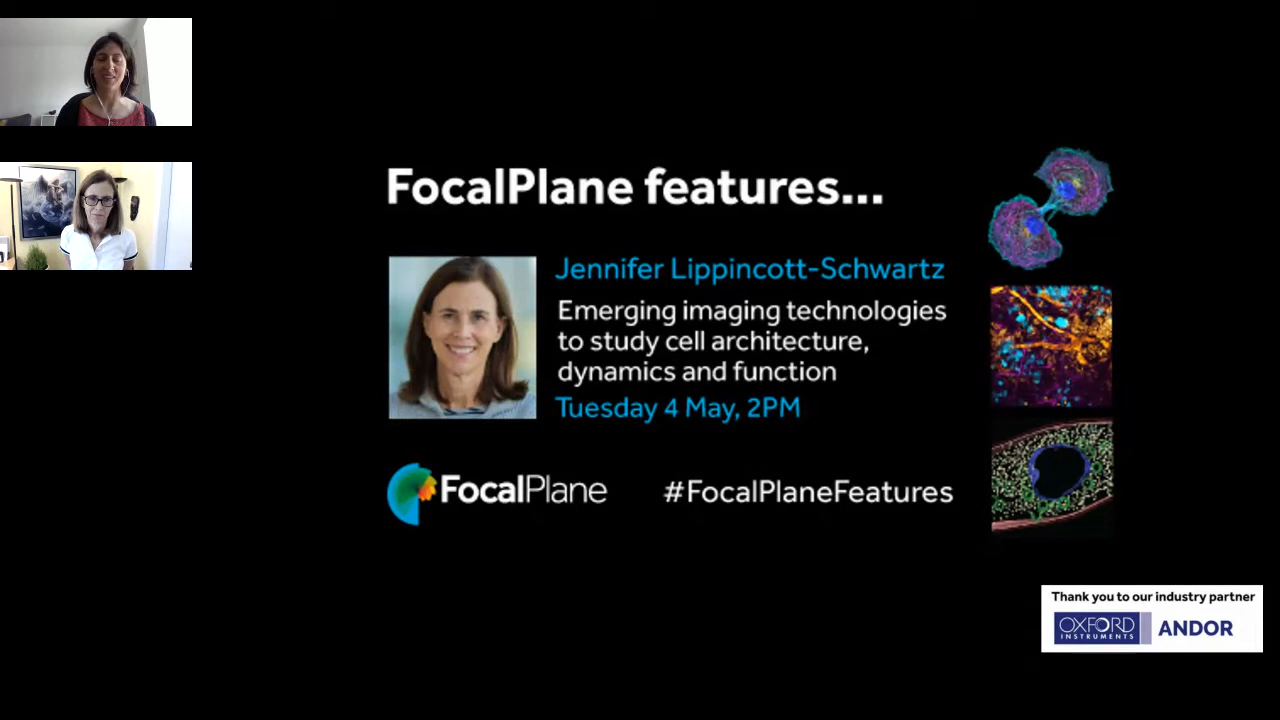 FocalPlane features...
Jennifer Lippincott-Schwartz
Emerging imaging technologies
to study cell architecture,
dynamics and function
Tuesday 4 May, 2PM
FocalPlane
#FocalPlaneFeatures
Thank you to our industry partner
OXFORD
INSTRUMENTS
ANDOR